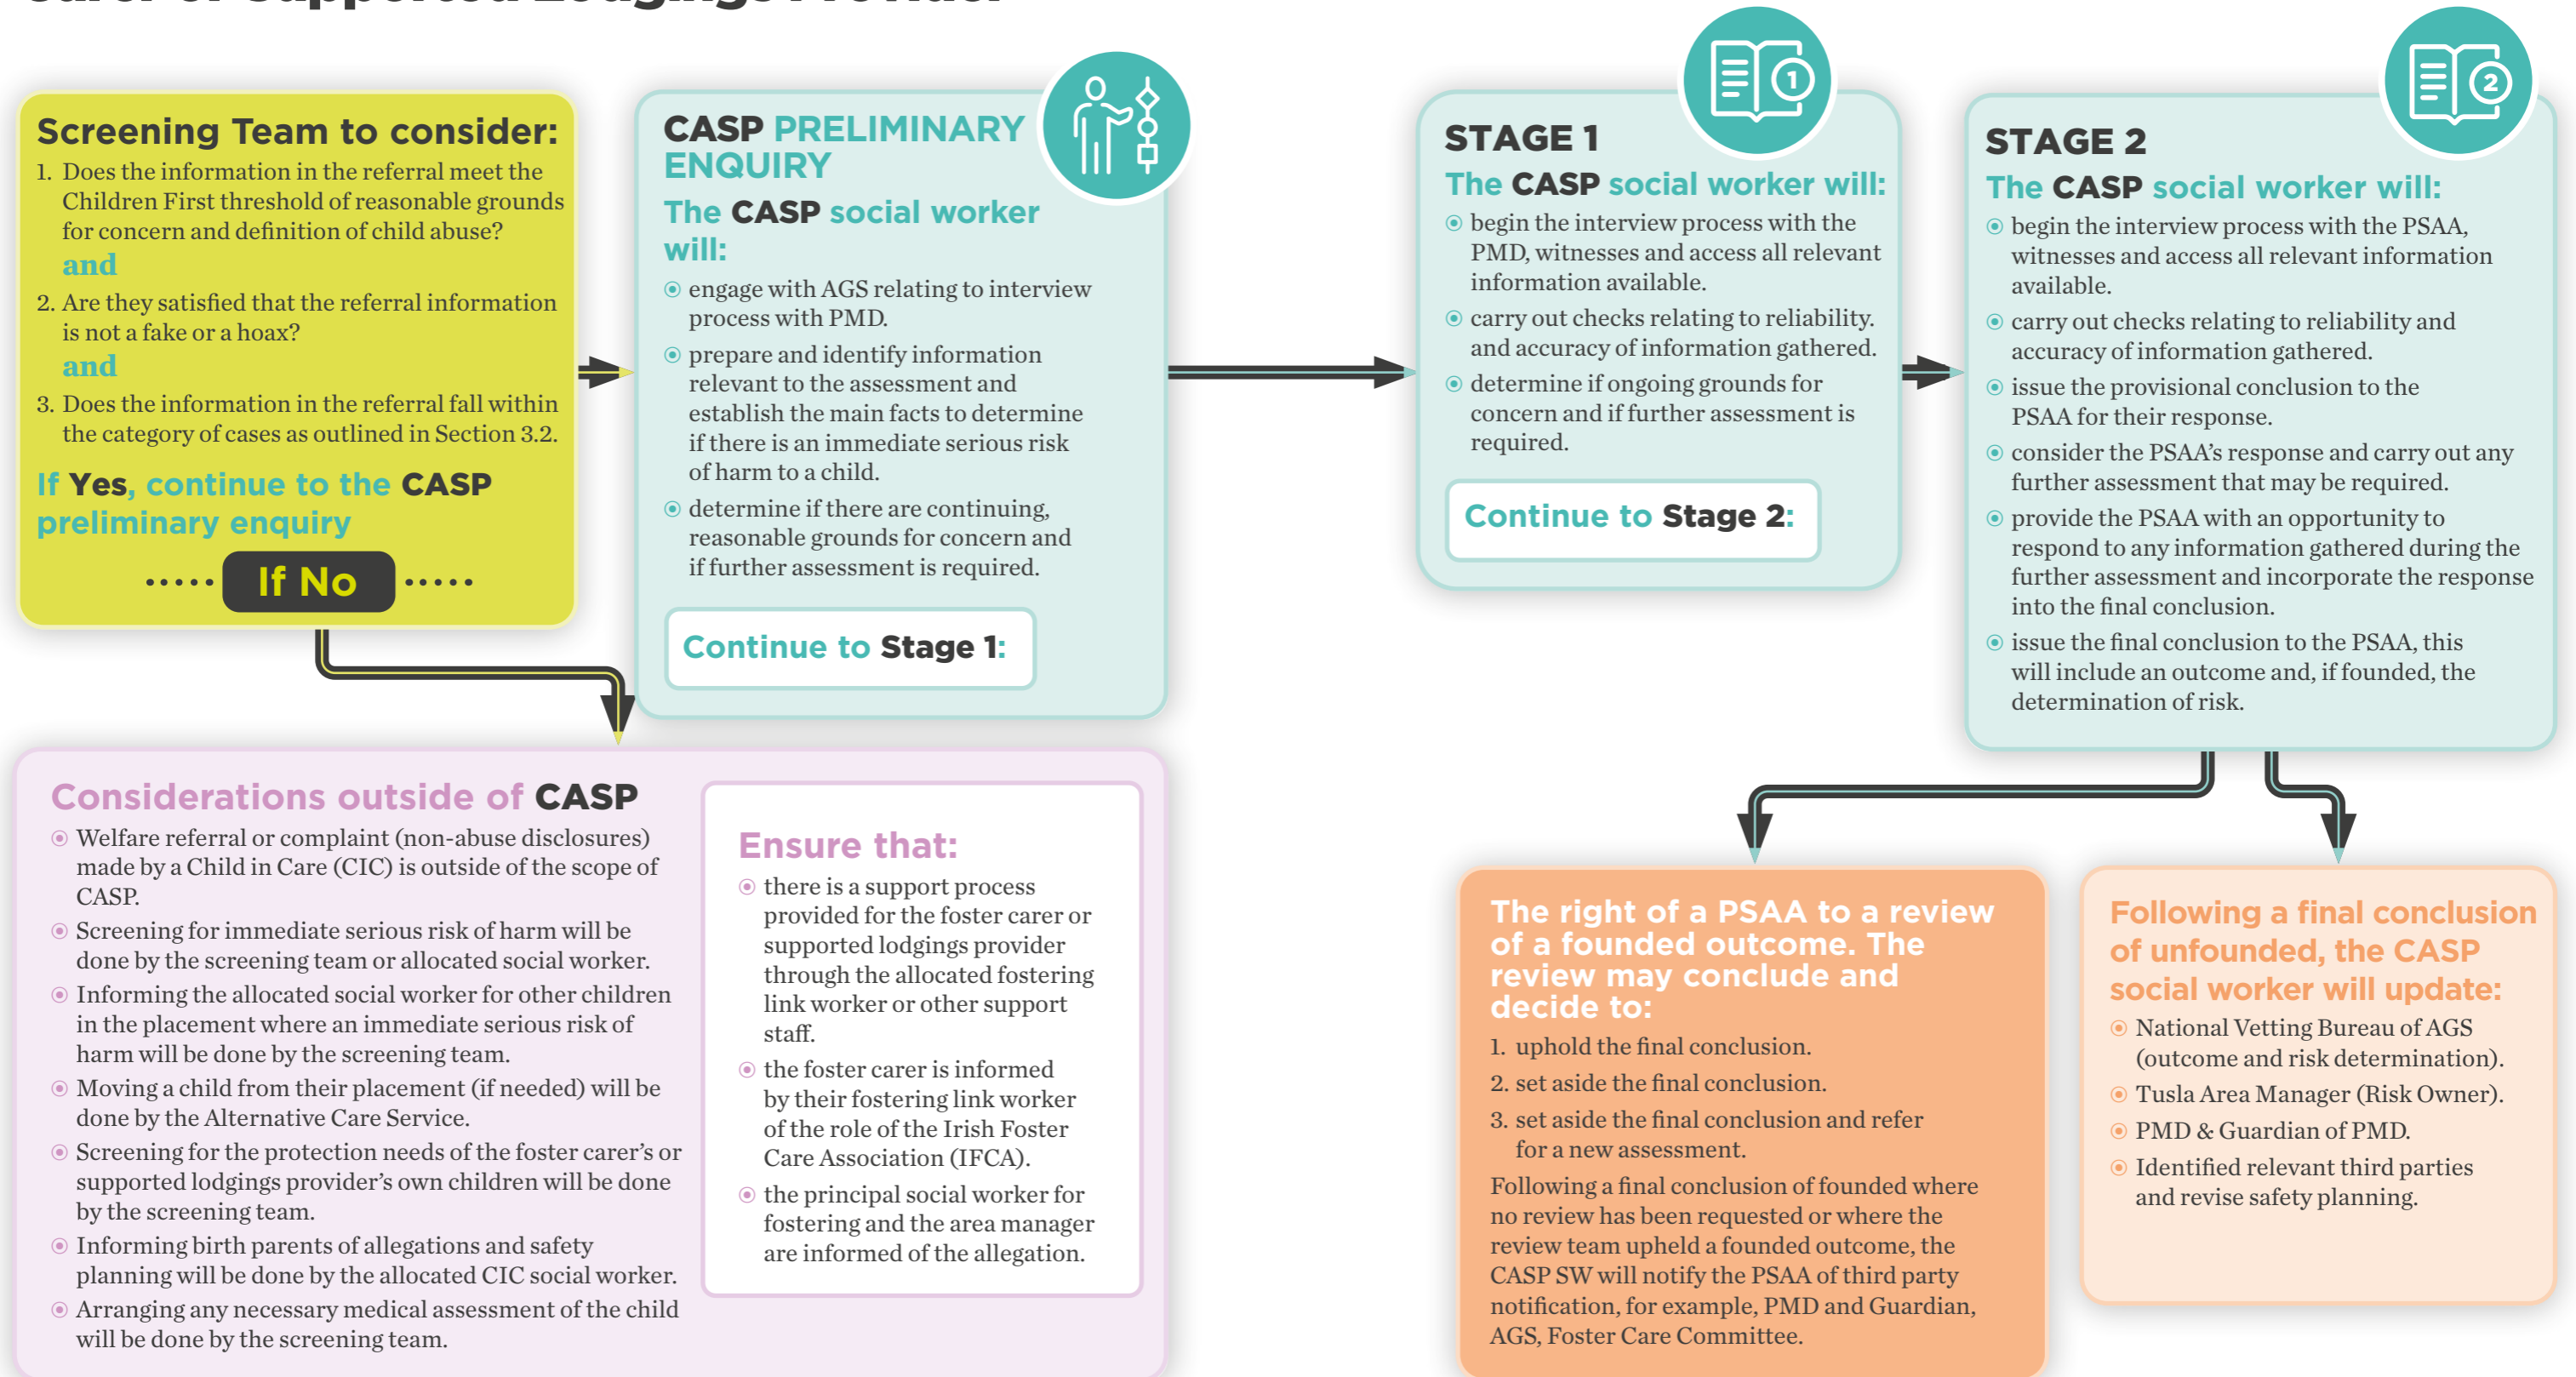 Carer or Supported Lodgings Provider
Screening Team to consider:
1. Does the information in the referral meet the
Children First threshold of reasonable grounds
for concern and definition of child abuse?
and
2. Are they satisfied that the referral information
is not a fake or a hoax?
and
3. Does the information in the referral fall within
the category of cases as outlined in Section 3.2.
If Yes, continue to the CASP
preliminary enquiry
If No
CASP PRELIMINARY
ENQUIRY
The CASP social worker
will:
engage with AGS relating to interview
process with PMD.
prepare and identify information
relevant to the assessment and
establish the main facts to determine
if there is an immediate serious risk
of harm to a child.
determine if there are continuing,
reasonable grounds for concern and
if further assessment is required.
Continue to Stage 1:
1
STAGE 1
The CASP social worker will:
begin the interview process with the
PMD, witnesses and access all relevant
information available.
carry out checks relating to reliability.
and accuracy of information gathered.
determine if ongoing grounds for
concern and if further assessment is
required.
Continue to Stage 2:
2
STAGE 2
The CASP social worker will:
begin the interview process with the PSAA,
witnesses and access all relevant information
available.
carry out checks relating to reliability and
accuracy of information gathered.
issue the provisional conclusion to the
PSAA for their response.
consider the PSAA's response and carry out any
further assessment that may be required.
provide the PSAA with an opportunity to
respond to any information gathered during the
further assessment and incorporate the response
into the final conclusion.
issue the final conclusion to the PSAA, this
will include an outcome and, if founded, the
determination of risk.
Considerations outside of CASP
Welfare referral or complaint (non-abuse disclosures)
made by a Child in Care (CIC) is outside of the scope of
CASP.
Screening for immediate serious risk of harm will be
done by the screening team or allocated social worker.
Informing the allocated social worker for other children
in the placement where an immediate serious risk of
harm will be done by the screening team.
Moving a child from their placement (if needed) will be
done by the Alternative Care Service.
Screening for the protection needs of the foster carer's or
supported lodgings provider's own children will be done
by the screening team.
Informing birth parents of allegations and safety
planning will be done by the allocated CIC social worker.
Arranging any necessary medical assessment of the child
will be done by the screening team.
Ensure that:
there is a support process
provided for the foster carer or
supported lodgings provider
through the allocated fostering
link worker or other support
staff.
the foster carer is informed
by their fostering link worker
of the role of the Irish Foster
Care Association (IFCA).
the principal social worker for
fostering and the area manager
are informed of the allegation.
The right of a PSAA to a review
of a founded outcome. The
review may conclude and
decide to:
1. uphold the final conclusion.
2. set aside the final conclusion.
3. set aside the final conclusion and refer
for a new assessment.
Following a final conclusion of founded where
no review has been requested or where the
review team upheld a founded outcome, the
CASP SW will notify the PSAA of third party
notification, for example, PMD and Guardian,
AGS, Foster Care Committee.
Following a final conclusion
of unfounded, the CASP
social worker will update:
National Vetting Bureau of AGS
(outcome and risk determination).
Tusla Area Manager (Risk Owner).
PMD & Guardian of PMD.
Identified relevant third parties
and revise safety planning.